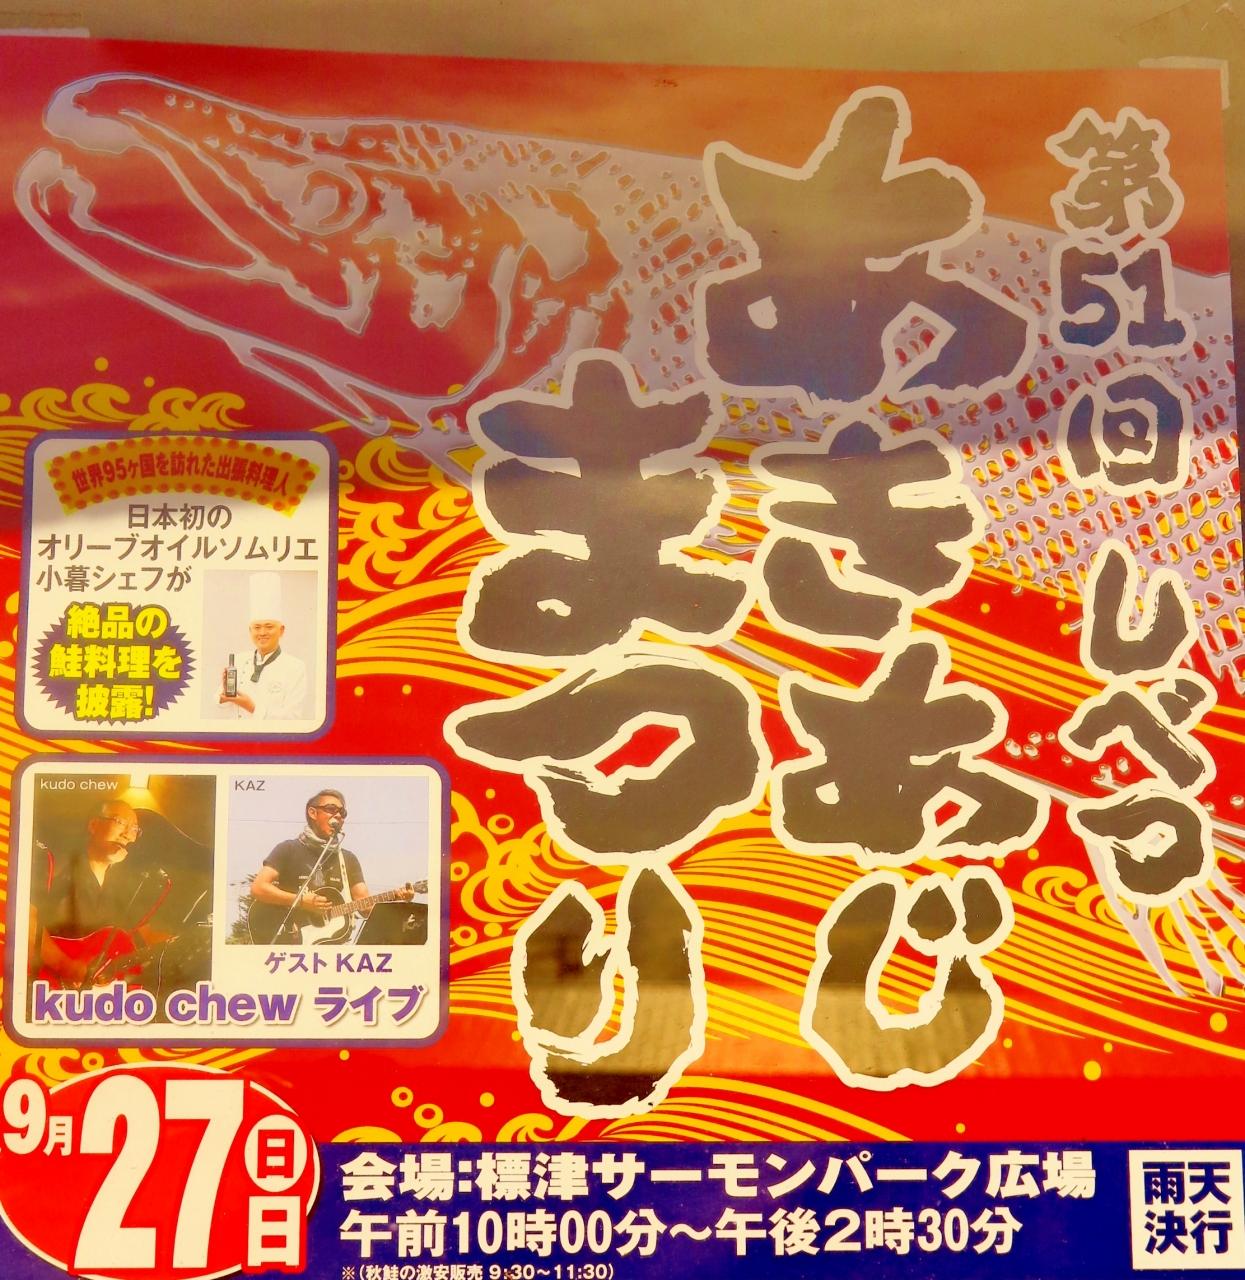 第51回しべつ
あきあじ
まつり
世界95ヶ国を訪れた出張料理人
日本初の
オリーブオイルソムリエ
小暮シェフが
絶品の
鮭料理を
披露!
kudo chew
KAZ
ゲストKAZ
kudo chew ライブ
9月27日(日)
会場:標津サーモンパーク広場
午前10時00分～午後2時30分
※(秋鮭の激安販売 9:30～11:30)
雨天
決行